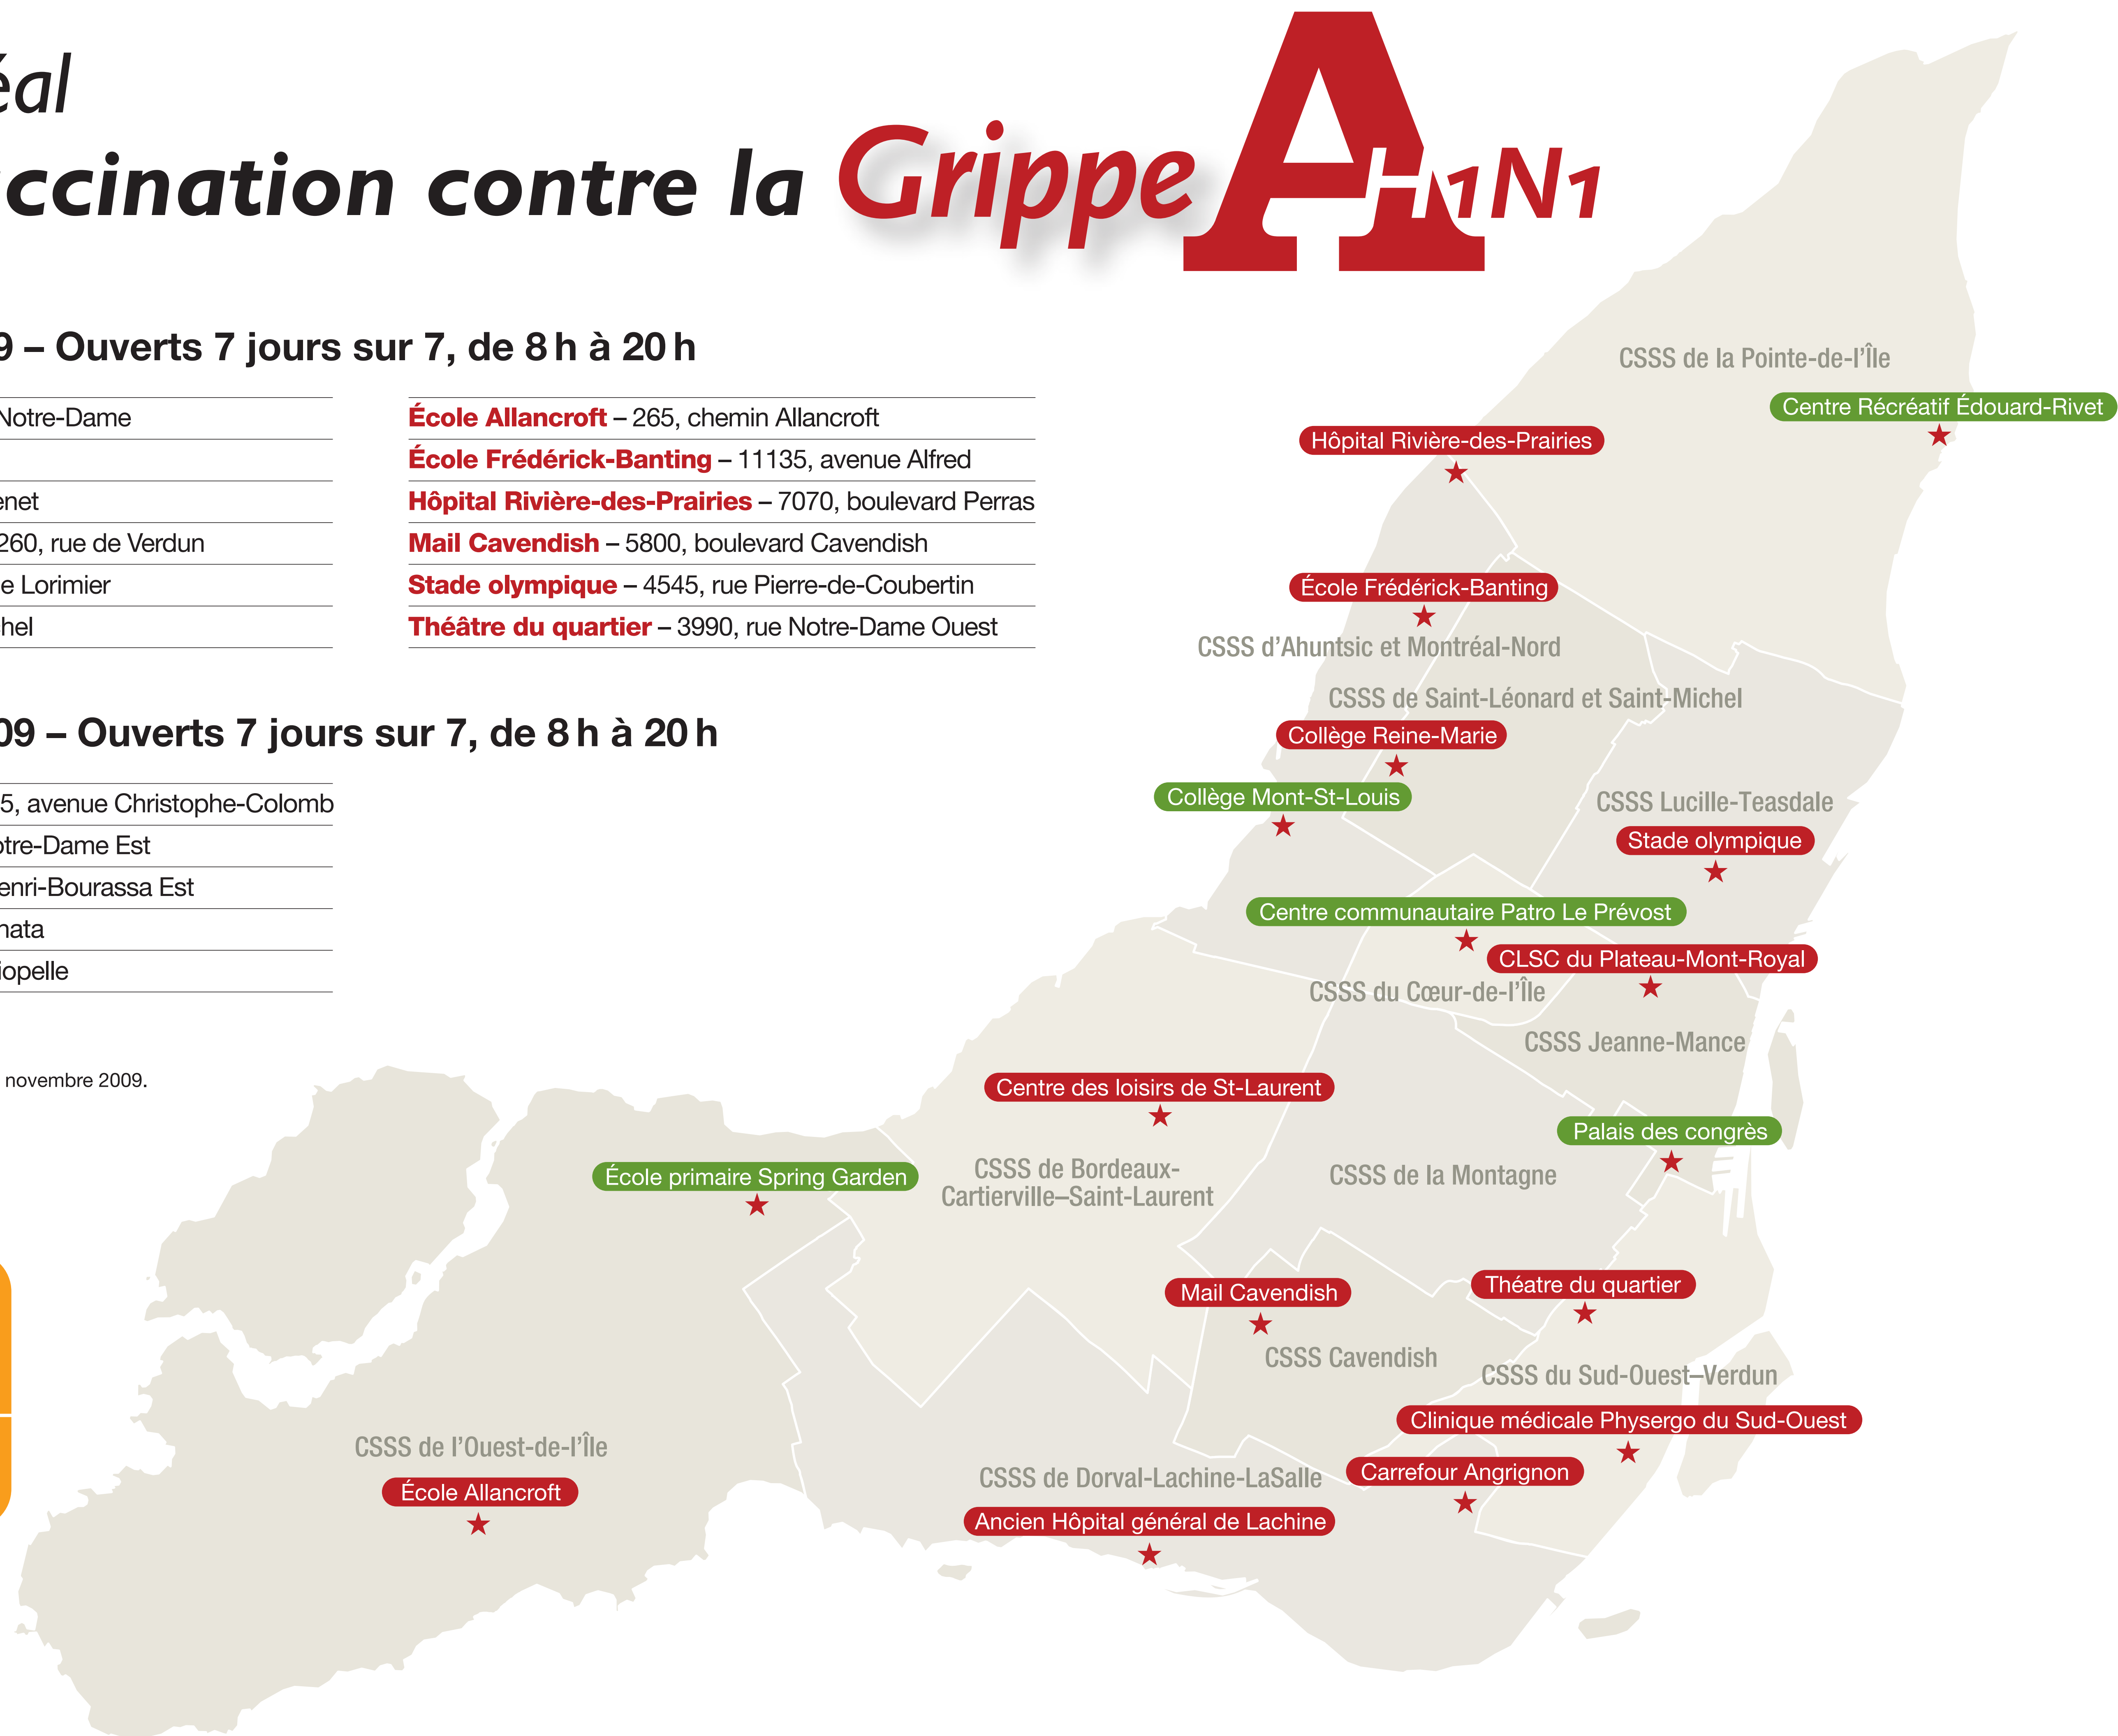 contre la Grippe A H1N1
– Ouverts 7 jours sur 7, de 8 h à 20 h
Notre-Dame
260, rue de Verdun
Lorimier
École Allancroft – 265, chemin Allancroft
École Frédérick-Banting – 11135, avenue Alfred
Hôpital Rivière-des-Prairies – 7070, boulevard Perras
Mail Cavendish – 5800, boulevard Cavendish
Stade olympique – 4545, rue Pierre-de-Coubertin
Théâtre du quartier – 3990, rue Notre-Dame Ouest
09 – Ouverts 7 jours sur 7, de 8 h à 20 h
5, avenue Christophe-Colomb
otre-Dame Est
enri-Bourassa Est
novembre 2009.
CSSS de la Pointe-de-l'Île
Centre Récréatif Édouard-Rivet
Hôpital Rivière-des-Prairies
École Frédérick-Banting
CSSS d'Ahuntsic et Montréal-Nord
CSSS de Saint-Léonard et Saint-Michel
Collège Reine-Marie
Collège Mont-St-Louis
CSSS Lucille-Teasdale
Stade olympique
Centre communautaire Patro Le Prévost
CLSC du Plateau-Mont-Royal
CSSS du Cœur-de-l'Île
CSSS Jeanne-Mance
Centre des loisirs de St-Laurent
Palais des congrès
École primaire Spring Garden
CSSS de Bordeaux-
Cartierville–Saint-Laurent
CSSS de la Montagne
Mail Cavendish
Théatre du quartier
CSSS Cavendish
CSSS du Sud-Ouest–Verdun
Clinique médicale Physergo du Sud-Ouest
CSSS de l'Ouest-de-l'Île
École Allancroft
CSSS de Dorval-Lachine-LaSalle
Carrefour Angrignon
Ancien Hôpital général de Lachine